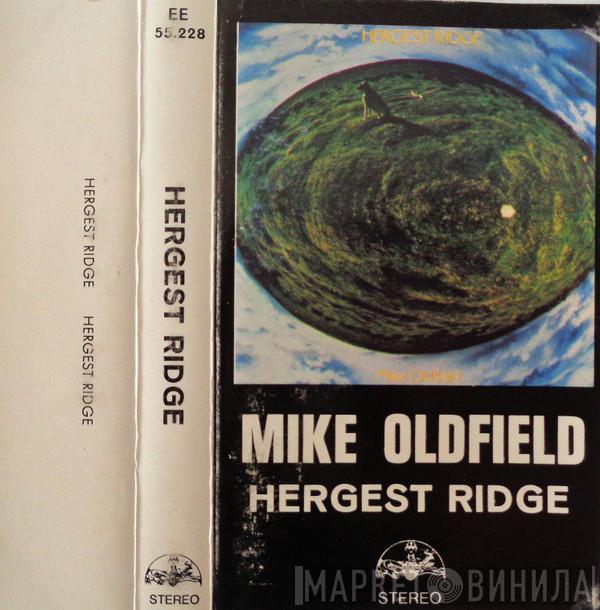 HERGEST RIDGE HERGEST RIDGE
EE
55.228
HERGEST RIDGE
STEREO
HERGEST RIDGE
Mike Oldfield
MIKE OLDFIELD
HERGEST RIDGE
STEREO
МАРКЕТ ВИНИЛА